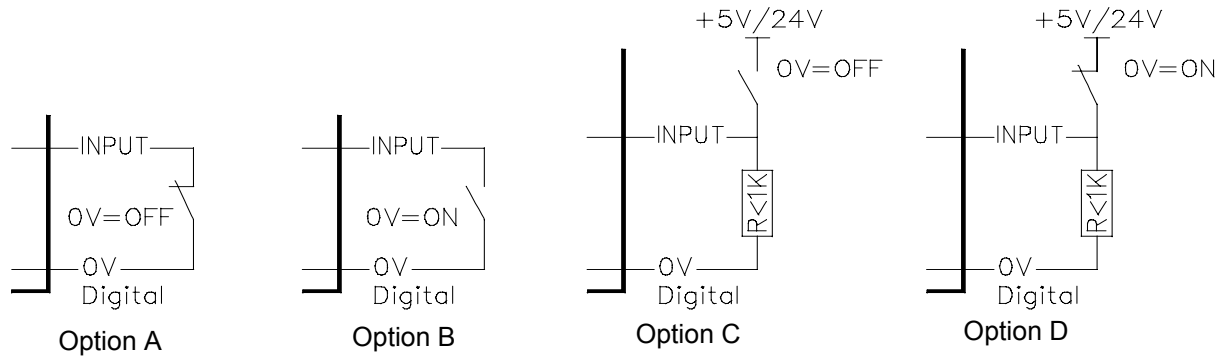 INPUT
0V=OFF
0V
Digital
Option A
INPUT
0V=ON
0V
Digital
Option B
+5V/24V
0V=OFF
INPUT
R<1K
0V
Digital
Option C
+5V/24V
0V=ON
INPUT
R<1K
0V
Digital
Option D